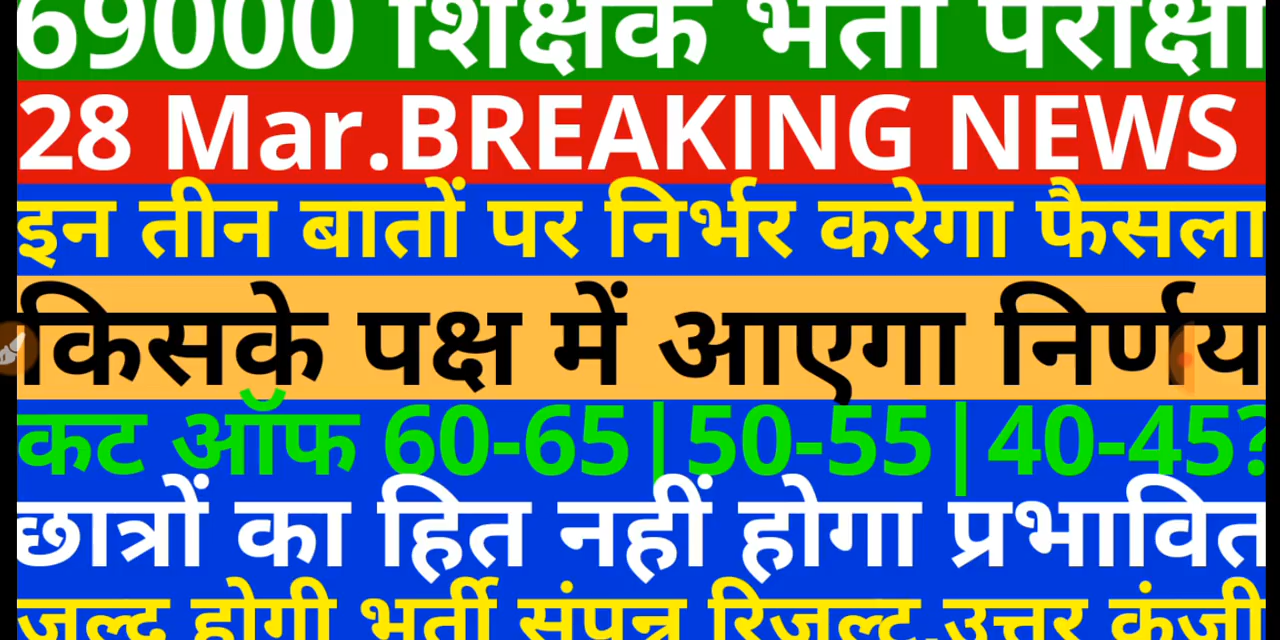 69000 शिक्षक भर्ती परीक्षा
28 Mar.BREAKING NEWS
इन तीन बातों पर निर्भर करेगा फैसला
किसके पक्ष में आएगा निर्णय
कट ऑफ 60-65|50-55|40-45?
छात्रों का हित नहीं होगा प्रभावित
जल्द होगी भर्ती संपन्न रिजल्ट,उत्तर कुंजी